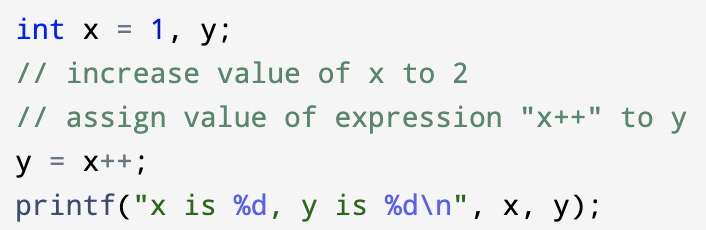 int x = 1, y;
// increase value of x to 2
// assign value of expression "x++" to y
y = x++;
printf("x is %d, y is %d\n", x, y);